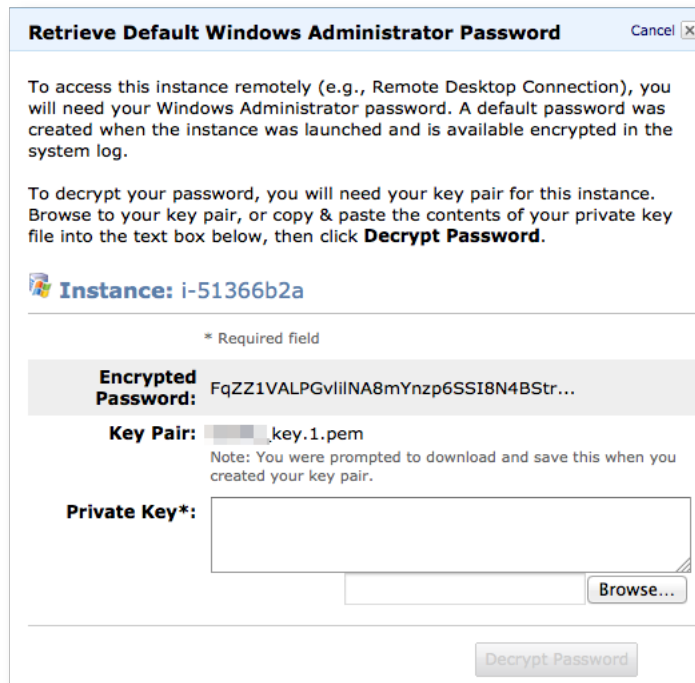 Retrieve Default Windows Administrator Password Cancel
To access this instance remotely (e.g., Remote Desktop Connection), you
will need your Windows Administrator password. A default password was
created when the instance was launched and is available encrypted in the
system log.
To decrypt your password, you will need your key pair for this instance.
Browse to your key pair, or copy & paste the contents of your private key
file into the text box below, then click Decrypt Password.
Instance: i-51366b2a
* Required field
Encrypted
Password: FqZZ1VALPGvlilNA8mYnzp6SSI8N4BStr...
Key Pair: _key.1.pem
Note: You were prompted to download and save this when you
created your key pair.
Private Key*:
Browse...
Decrypt Password